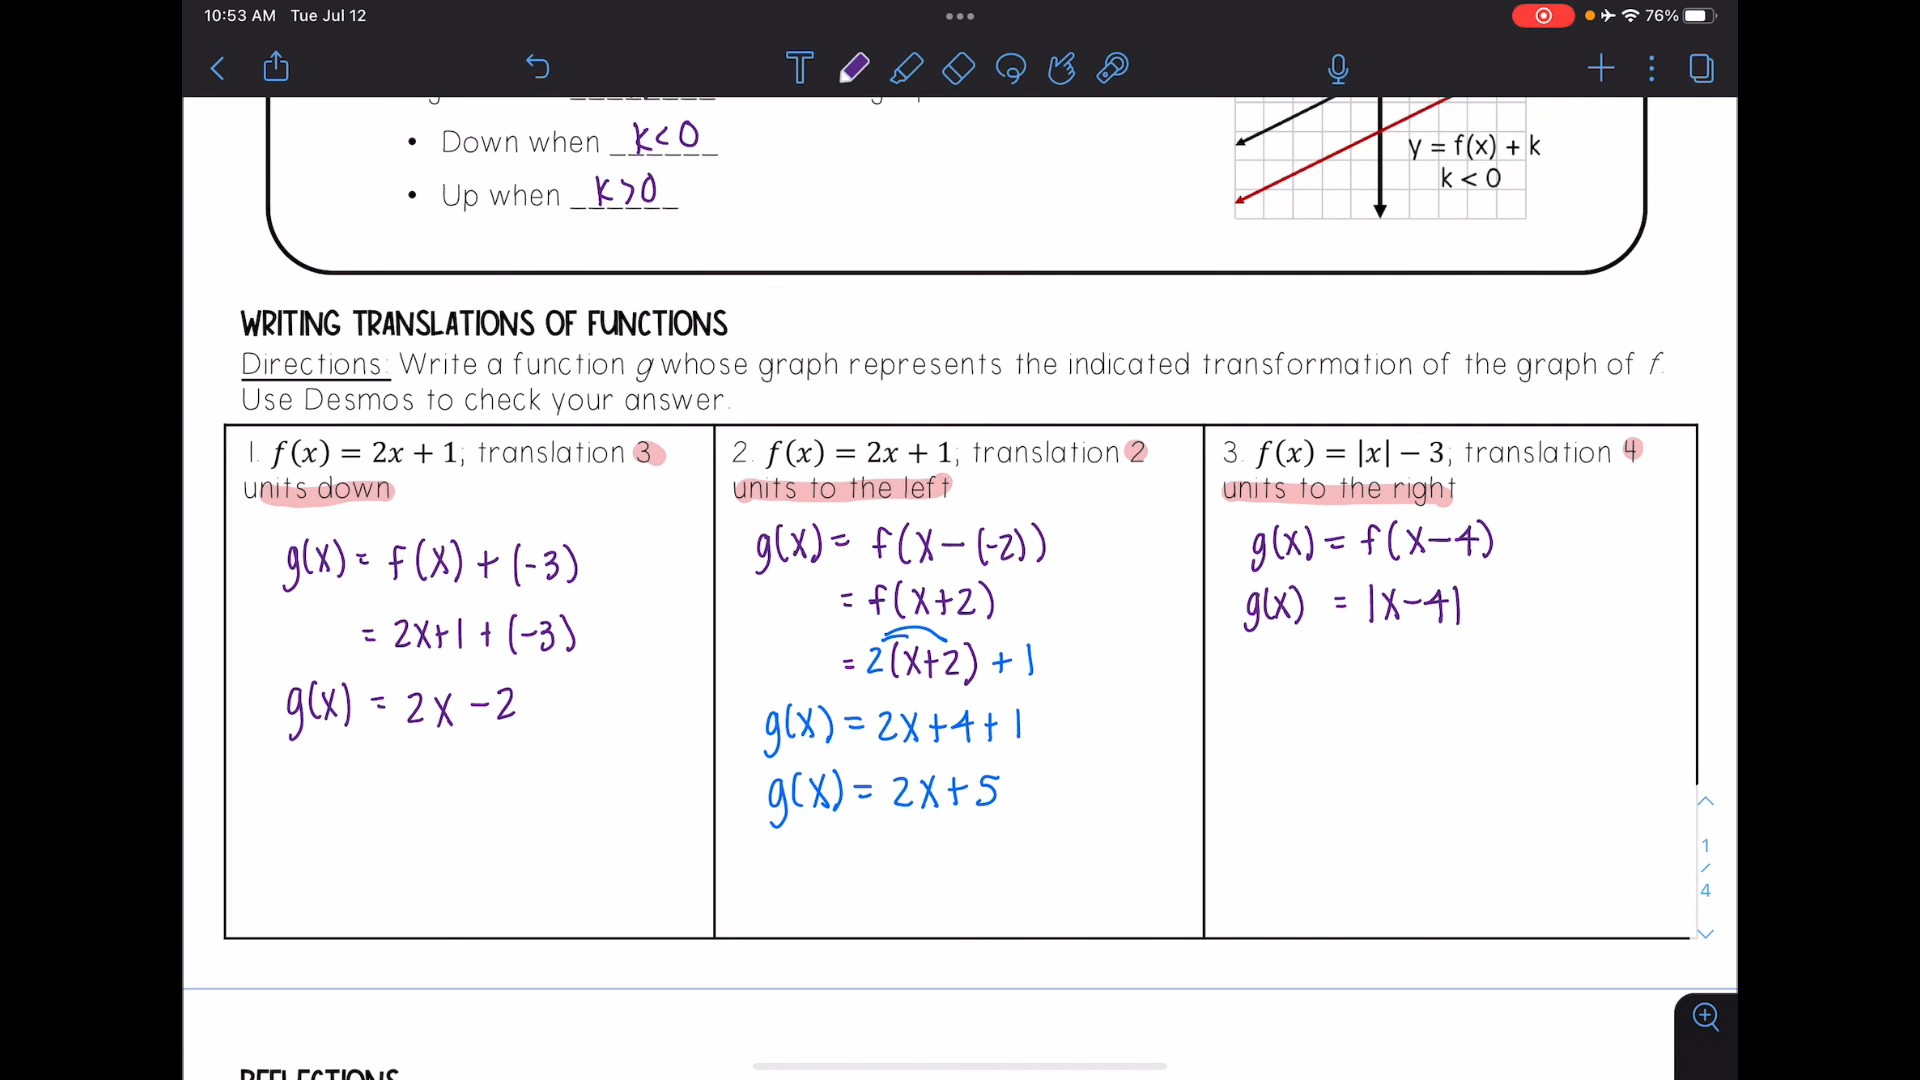 10:53 AM Tue Jul 12
76%
• Down when k<0
• Up when k>0
y = f(x) + k
k < 0
WRITING TRANSLATIONS OF FUNCTIONS
Directions: Write a function g whose graph represents the indicated transformation of the graph of f.
Use Desmos to check your answer.
1. f(x) = 2x + 1; translation 3
units down
g(x) = f(x) + (-3)
= 2x+1 + (-3)
g(x) = 2x - 2
2. f(x) = 2x + 1; translation 2
units to the left
g(x) = f(x - (-2))
= f(x+2)
= 2(x+2) + 1
g(x) = 2x+4+1
g(x) = 2x+5
3. f(x) = |x| − 3; translation 4
units to the right
g(x) = f(x-4)
g(x) = |x-4|
1
/
4
REFLECTIONS